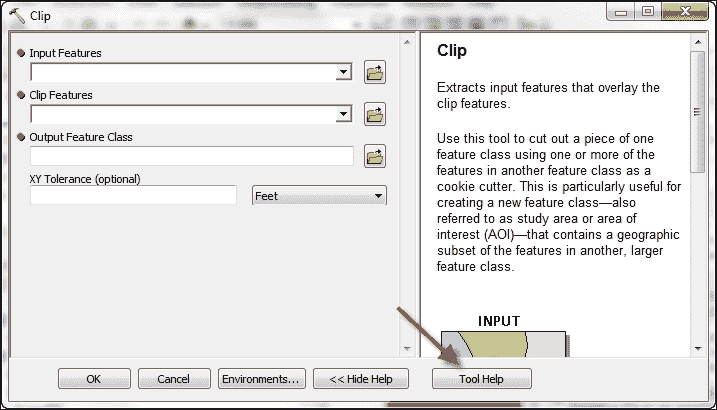 Clip
Input Features
Clip Features
Output Feature Class
XY Tolerance (optional)
Feet
Clip
Extracts input features that overlay the
clip features.
Use this tool to cut out a piece of one
feature class using one or more of the
features in another feature class as a
cookie cutter. This is particularly useful for
creating a new feature class—also
referred to as study area or area of
interest (AOI)—that contains a geographic
subset of the features in another, larger
feature class.
INPUT
OK
Cancel
Environments...
<< Hide Help
Tool Help